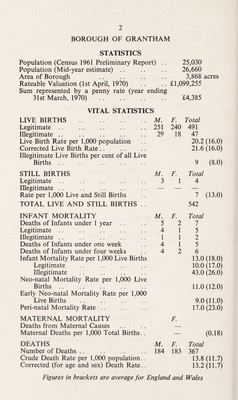 2
BOROUGH OF GRANTHAM
STATISTICS
Population (Census 1961 Preliminary Report) .. 25,030
Population (Mid-year estimate) .. .. .. 26,660
Area of Borough .. .. .. .. 3,868 acres
Rateable Valuation (1st April, 1970) .. .. £1,099,255
Sum represented by a penny rate (year ending
31st March, 1970) .. .. .. .. £4,385
VITAL STATISTICS
LIVE BIRTHS .. .. .. M. F. Total
Legitimate .. .. .. .. 251 240 491
Illegitimate .. .. .. .. 29 18 47
Live Birth Rate per 1,000 population .. 20.2 (16.0)
Corrected Live Birth Rate .. .. .. 21.6 (16.0)
Illegitimate Live Births per cent of all Live
Births .. .. .. .. 9 (8.0)
STILL BIRTHS .. .. .. M. F. Total
Legitimate .. .. .. .. 3 1 4
Illegitimate .. .. .. .. — — —
Rate per 1,000 Live and Still Births .. 7 (13.0)
TOTAL LIVE AND STILL BIRTHS .. 542
INFANT MORTALITY M. F. Total
Deaths of Infants under 1 year .. .. 5 2 7
Legitimate .. .. .. .. 4 1 5
Illegitimate .. .. .. .. 1 1 2
Deaths of Infants under one week .. 4 1 5
Deaths of Infants under four weeks .. 4 2 6
Infant Mortality Rate per 1,000 Live Births 13.0 (18.0)
Legitimate .. .. .. .. 10.0 (17.0)
Illegitimate .. .. .. .. 43.0 (26.0)
Neo-natal Mortality Rate per 1,000 Live
Births .. .. .. .. 11.0 (12.0)
Early Neo-natal Mortality Rate per 1,000
Live Births .. .. .. .. 9.0 (11.0)
Peri-natal Mortality Rate .. .. .. 17.0 (23.0)
MATERNAL MORTALITY F.
Deaths from Maternal Causes .. —
Maternal Deaths per 1,000 Total Births .. — (0.18)
DEATHS M. F. Total
Number of Deaths .. .. .. .. 184 183 367
Crude Death Rate per 1,000 population .. 13.8 (11.7)
Corrected (for age and sex) Death Rate .. 13.2 (11.7)
Figures in brackets are average for England and Wales